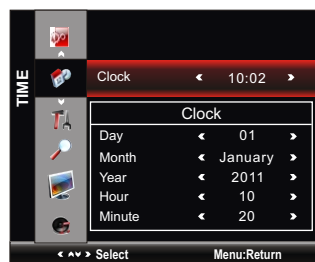 TIME
Clock 10:02
Clock
Day 01
Month January
Year 2011
Hour 10
Minute 20
Select Menu:Return